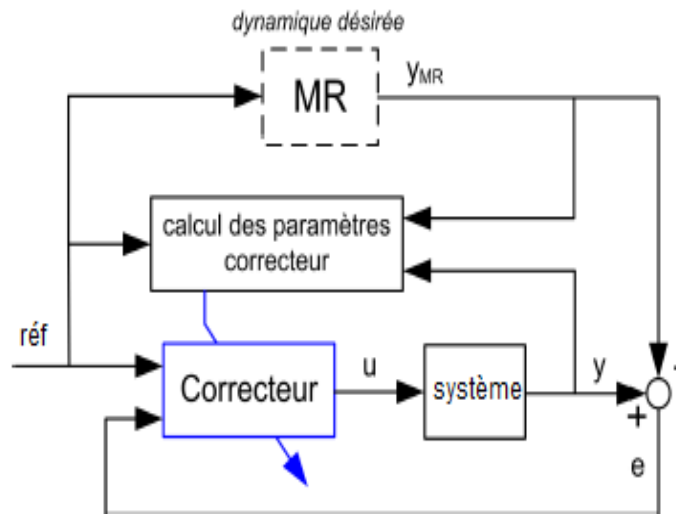 dynamique désirée
MR
yMR
calcul des paramètres
correcteur
réf
Correcteur
u
système
y
-
+
e